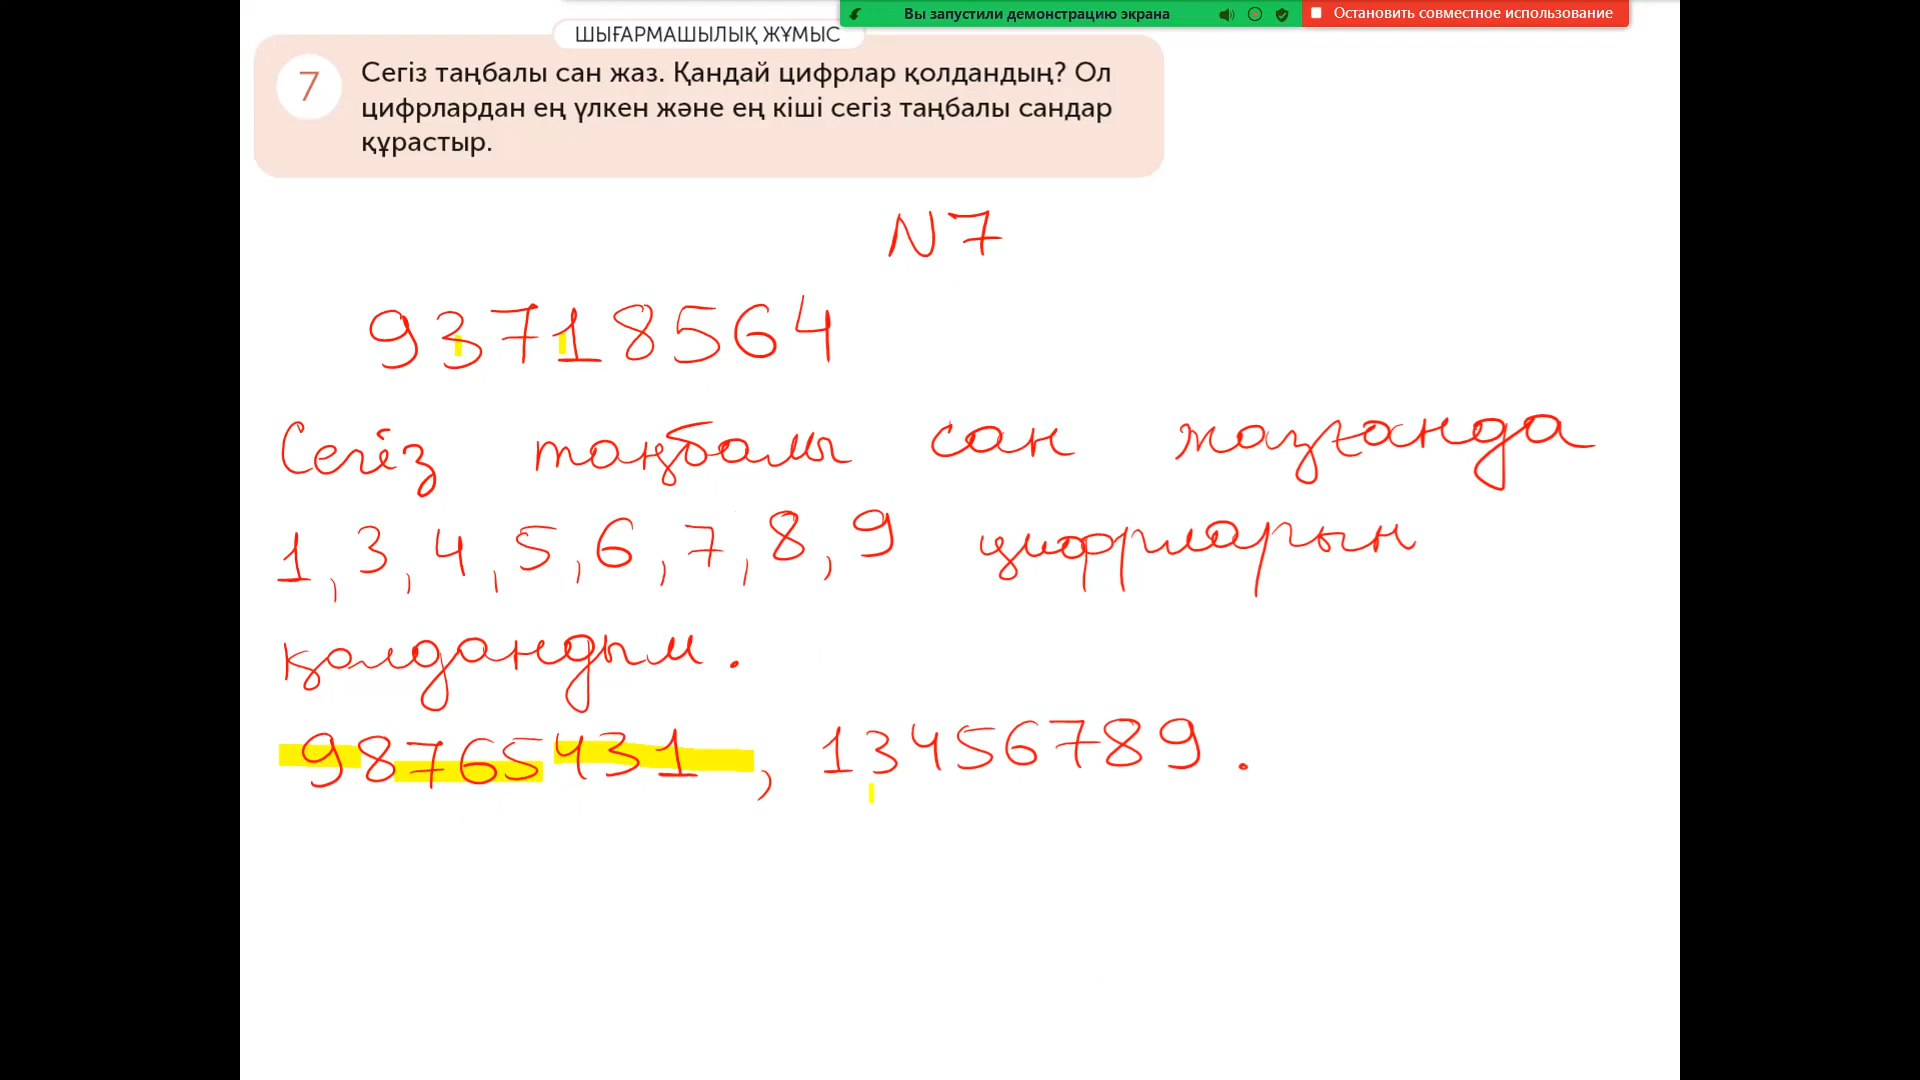 Вы запустили демонстрацию экрана
Остановить совместное использование
ШЫҒАРМАШЫЛЫҚ ЖҰМЫС
7
Сегіз таңбалы сан жаз. Қандай цифрлар қолдандың? Ол
цифрлардан ең үлкен және ең кіші сегіз таңбалы сандар
құрастыр.
N7
93718564
Сегіз таңбалы сан жазғанда
1, 3, 4, 5, 6, 7, 8, 9 цифрларын
қолдандым.
98765431, 13456789.